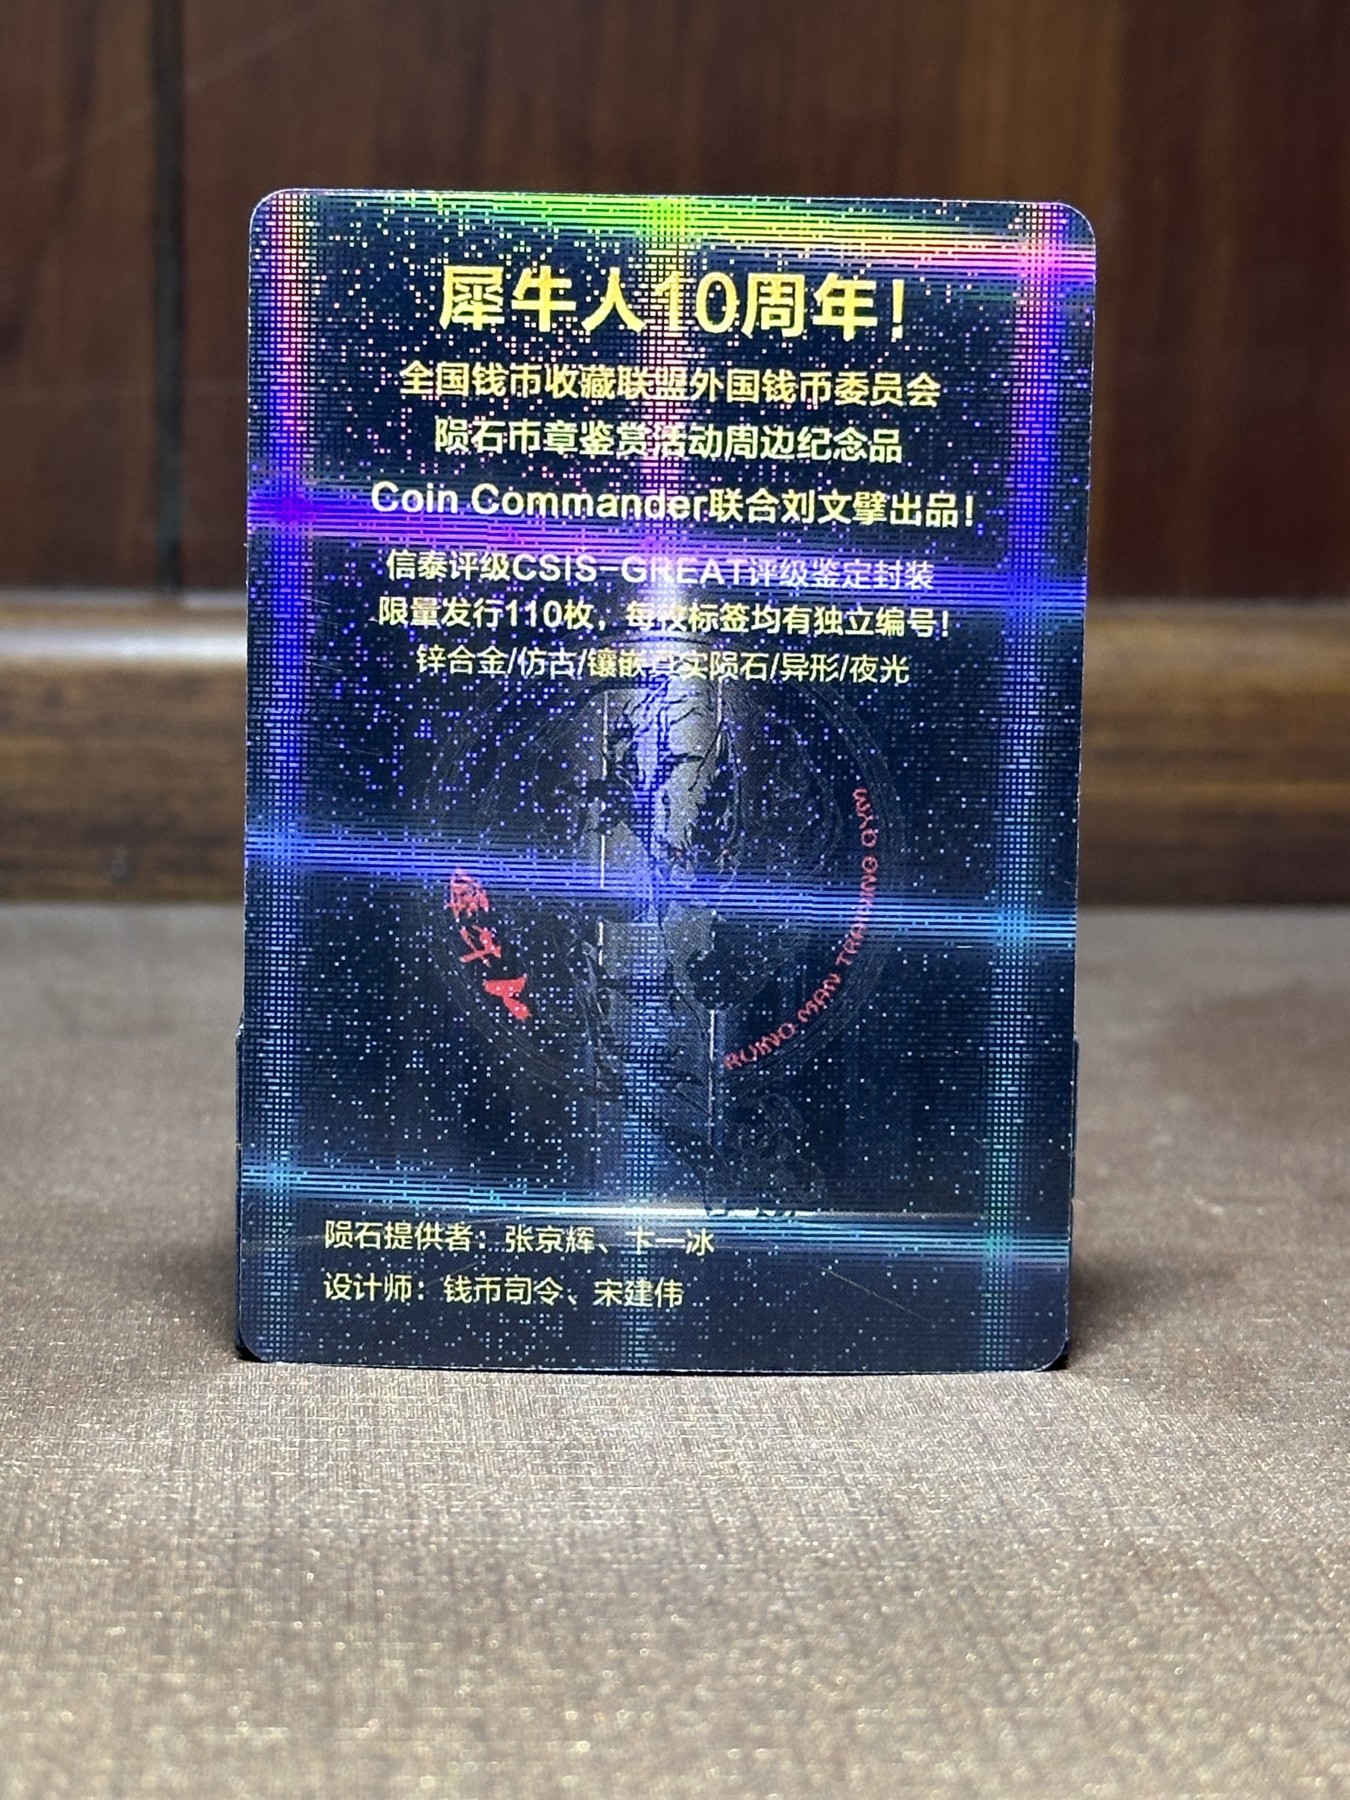 犀牛人10周年!
全国钱币收藏联盟外国钱币委员会
陨石币章鉴赏活动周边纪念品
Coin Commander联合刘文擘出品!
信泰评级CSIS-GREAT评级鉴定封装
限量发行110枚，每枚标签均有独立编号!
锌合金/仿古/镶嵌真实陨石/异形/夜光
犀牛人
RUINO MAN TRAINING GYM
陨石提供者：张京辉、卞一冰
设计师：钱币司令、宋建伟